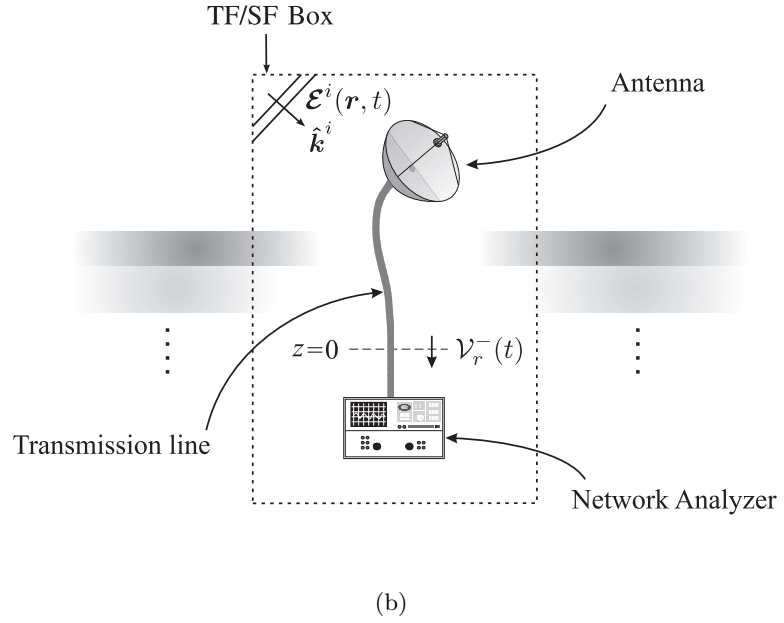 TF/SF Box
𝓔ⁱ(r, t)
k̂ⁱ
Antenna
z=0
𝒱ᵣ⁻(t)
Transmission line
Network Analyzer
(b)